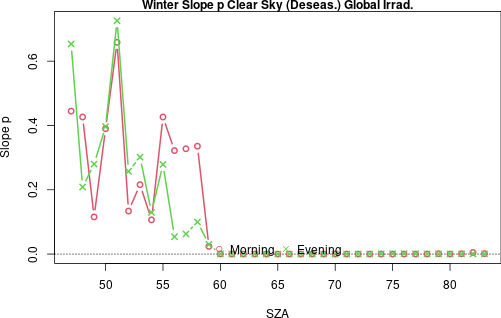 Winter Slope p Clear Sky (Deseas.) Global Irrad.
Slope p
0.6
0.4
0.2
0.0
Morning Evening
50 55 60 65 70 75 80
SZA